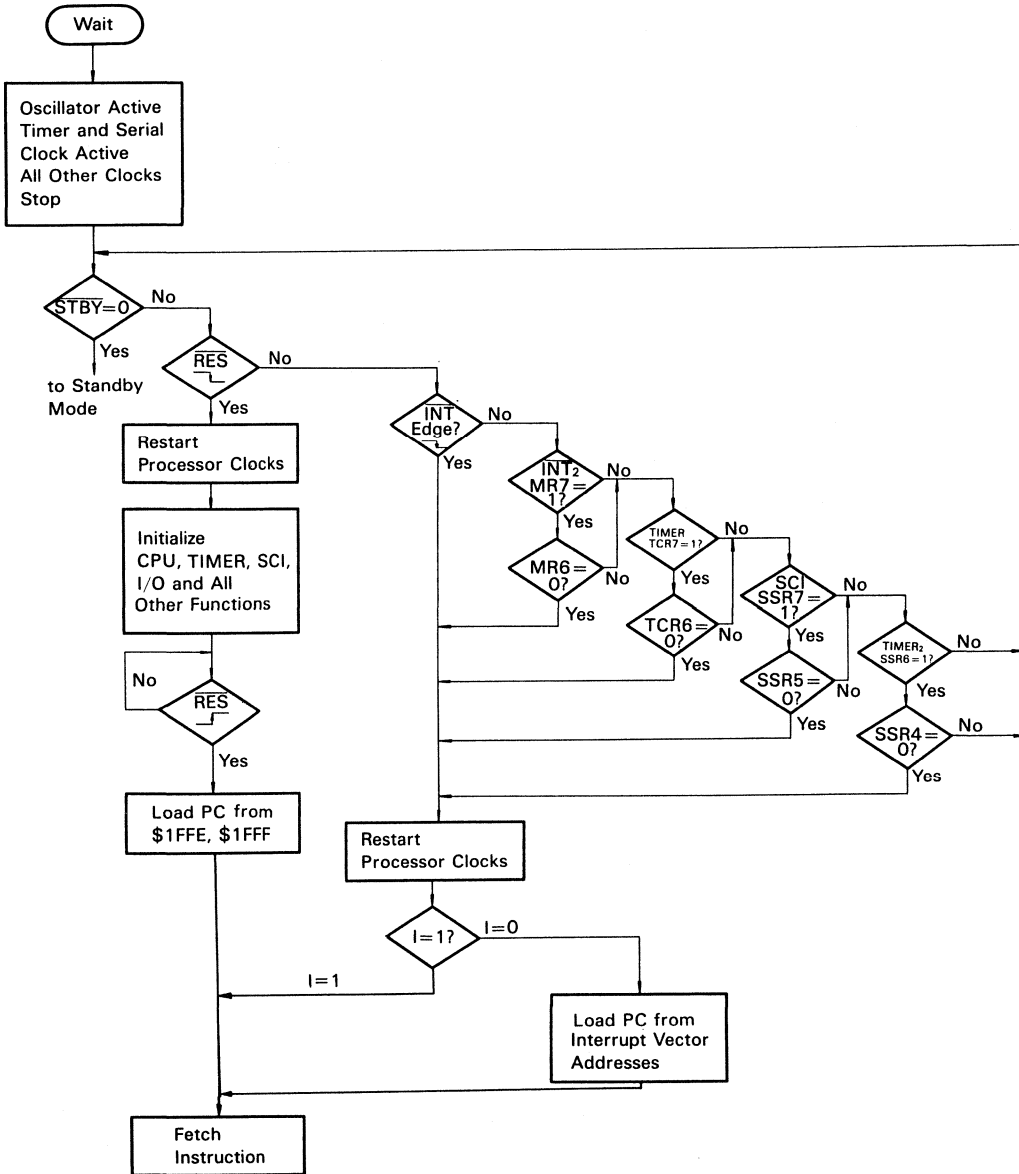 Wait
Oscillator Active
Timer and Serial
Clock Active
All Other Clocks
Stop
STBY=0
No
Yes
to Standby
Mode
RES
No
Yes
Restart
Processor Clocks
Initialize
CPU, TIMER, SCI,
I/O and All
Other Functions
No
RES
Yes
Load PC from
$1FFE, $1FFF
INT
Edge?
No
Yes
INT2
MR7=
1?
No
Yes
MR6=
0?
No
Yes
TIMER
TCR7=1?
No
Yes
TCR6=
0?
No
Yes
SCI
SSR7=
1?
No
Yes
SSR5=
0?
No
Yes
TIMER2
SSR6=1?
No
Yes
SSR4=
0?
No
Yes
Restart
Processor Clocks
I=1?
I=0
I=1
Load PC from
Interrupt Vector
Addresses
Fetch
Instruction